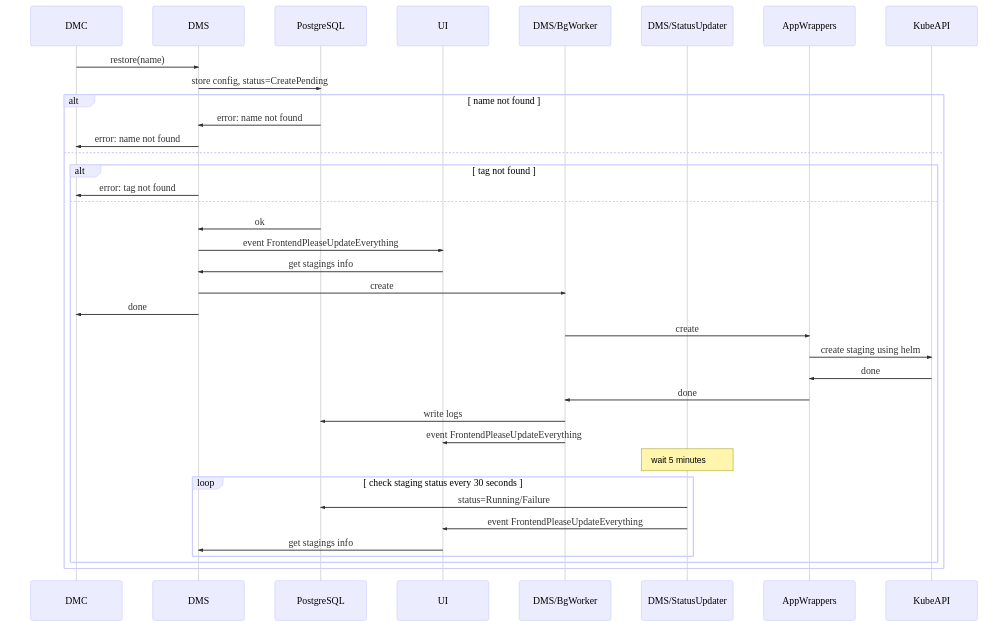 DMC DMS PostgreSQL UI DMS/BgWorker DMS/StatusUpdater AppWrappers KubeAPI
restore(name)
store config, status=CreatePending
alt [ name not found ]
error: name not found
error: name not found
alt [ tag not found ]
error: tag not found
ok
event FrontendPleaseUpdateEverything
get stagings info
create
done
create
create staging using helm
done
done
write logs
event FrontendPleaseUpdateEverything
wait 5 minutes
loop [ check staging status every 30 seconds ]
status=Running/Failure
event FrontendPleaseUpdateEverything
get stagings info
DMC DMS PostgreSQL UI DMS/BgWorker DMS/StatusUpdater AppWrappers KubeAPI